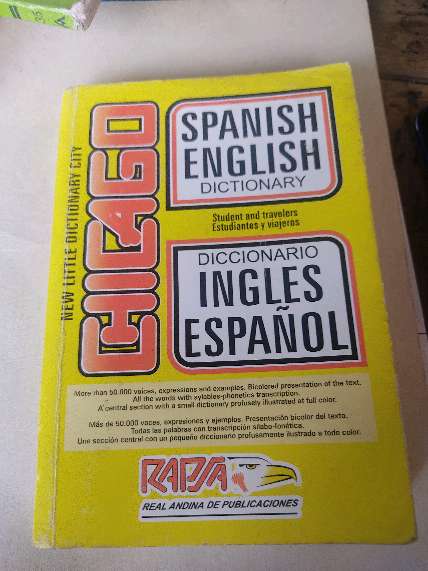 NEW LITTLE DICTIONARY CITY
CHICAGO
SPANISH
ENGLISH
DICTIONARY
Student and travelers
Estudiantes y viajeros
DICCIONARIO
INGLES
ESPAÑOL
More than 50.000 voices, expressions and examples. Bicolored presentation of the text.
All the words with sylables-phonetics transcription.
A central section with a small dictionary profusely illustrated at full color.
Más de 50.000 voces, expresiones y ejemplos. Presentación bicolor del texto.
Todas las palabras con transcripción sílabo-fonética.
Una sección central con un pequeño diccionario profusamente ilustrado a todo color.
RAPSA
REAL ANDINA DE PUBLICACIONES